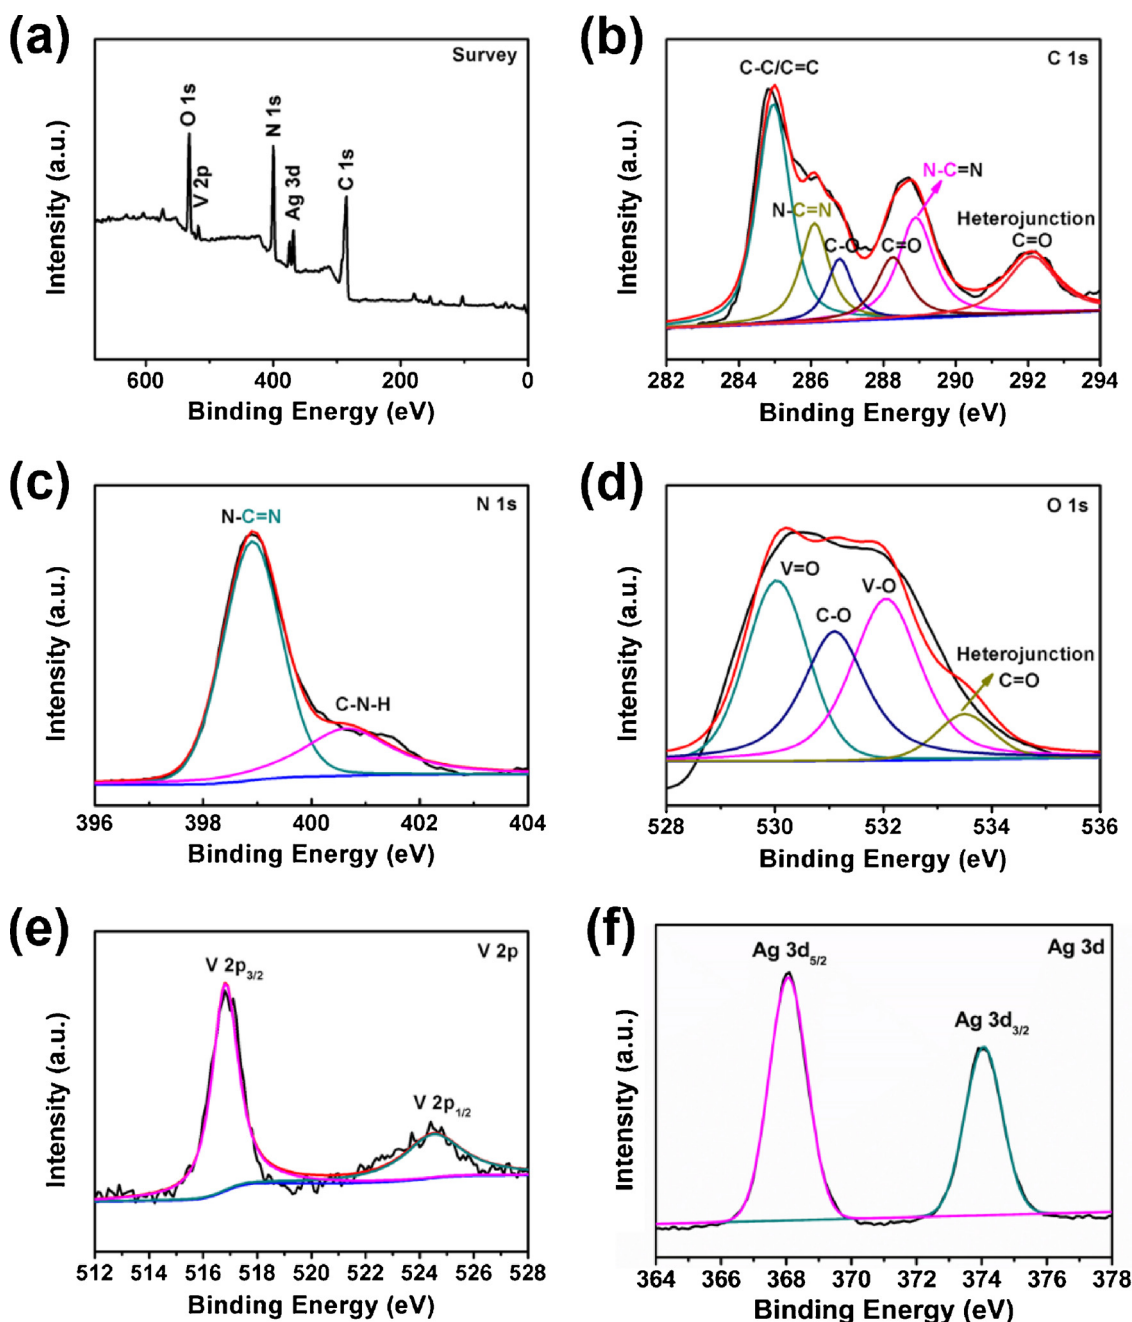 (a)
Survey
O 1s
V 2p
N 1s
Ag 3d
C 1s
Intensity (a.u.)
600
400
200
0
Binding Energy (eV)
(b)
C 1s
C-C/C=C
N-C=N
N-C=N
C-O
C=O
Heterojunction
C=O
Intensity (a.u.)
282 284 286 288 290 292 294
Binding Energy (eV)
(c)
N 1s
N-C=N
C-N-H
Intensity (a.u.)
396 398 400 402 404
Binding Energy (eV)
(d)
O 1s
V=O
C-O
V-O
Heterojunction
C=O
Intensity (a.u.)
528 530 532 534 536
Binding Energy (eV)
(e)
V 2p
V 2p3/2
V 2p1/2
Intensity (a.u.)
512 514 516 518 520 522 524 526 528
Binding Energy (eV)
(f)
Ag 3d
Ag 3d5/2
Ag 3d3/2
Intensity (a.u.)
364 366 368 370 372 374 376 378
Binding Energy (eV)